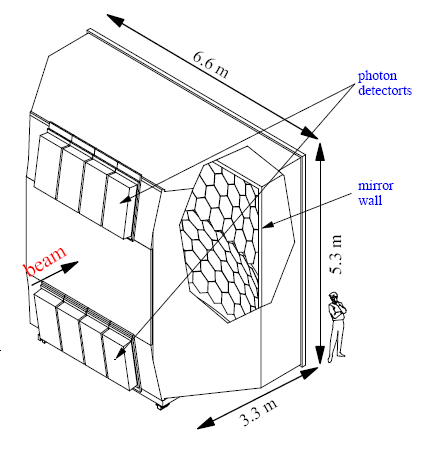 6.6 m
photon
detectorts
mirror
wall
beam
5.3 m
3.3 m